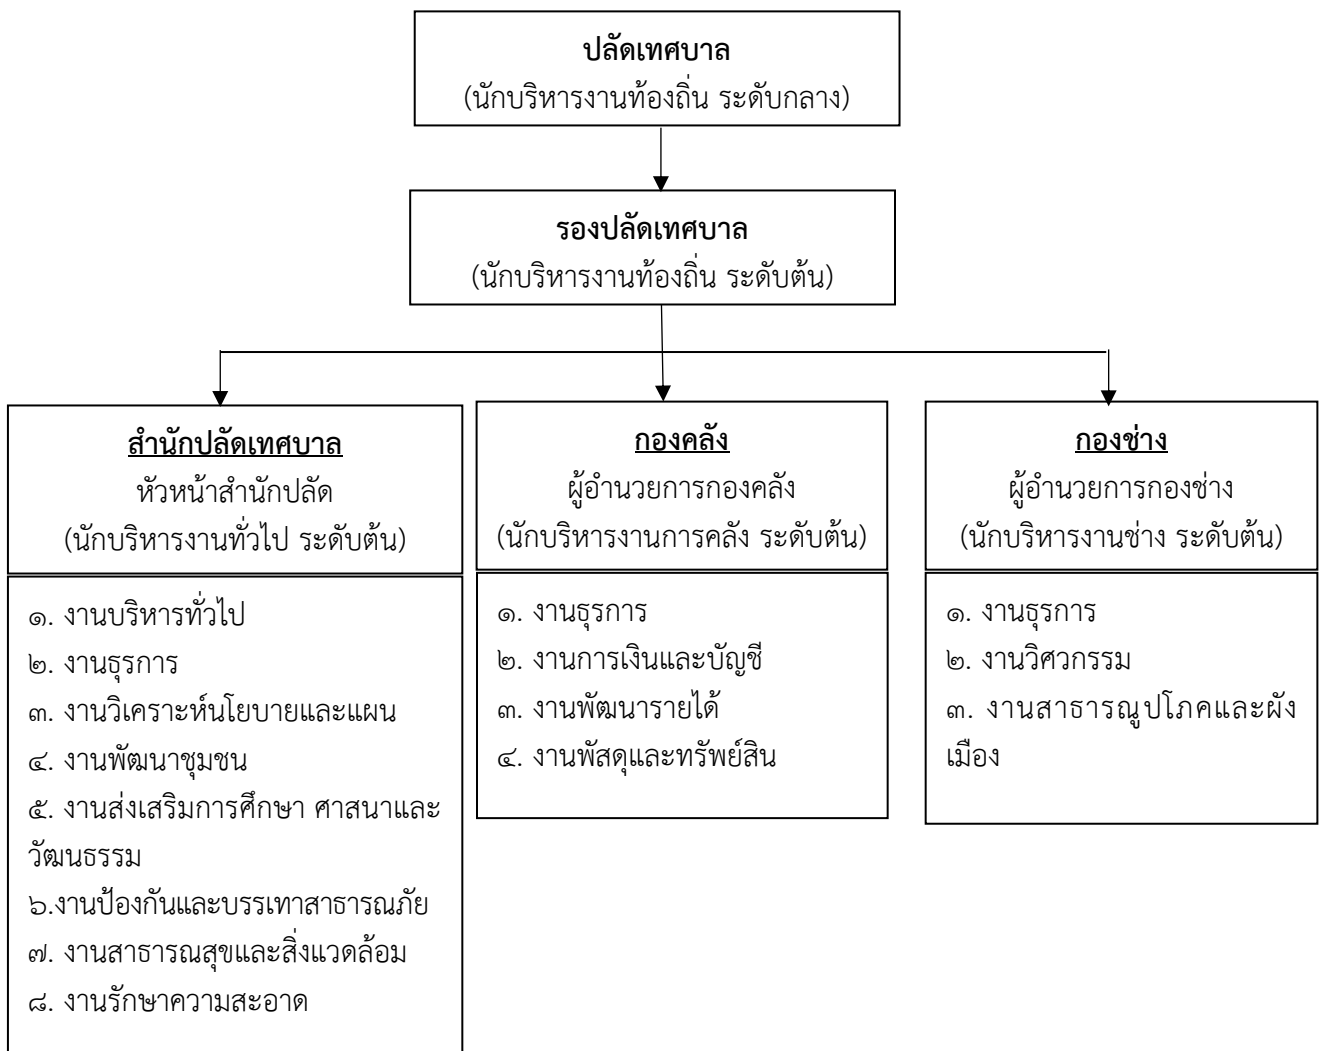 ปลัดเทศบาล
(นักบริหารงานท้องถิ่น ระดับกลาง)
รองปลัดเทศบาล
(นักบริหารงานท้องถิ่น ระดับต้น)
สำนักปลัดเทศบาล
หัวหน้าสำนักปลัด
(นักบริหารงานทั่วไป ระดับต้น)
๑. งานบริหารทั่วไป
๒. งานธุรการ
๓. งานวิเคราะห์นโยบายและแผน
๔. งานพัฒนาชุมชน
๕. งานส่งเสริมการศึกษา ศาสนาและ
วัฒนธรรม
๖.งานป้องกันและบรรเทาสาธารณภัย
๗. งานสาธารณสุขและสิ่งแวดล้อม
๘. งานรักษาความสะอาด
กองคลัง
ผู้อำนวยการกองคลัง
(นักบริหารงานการคลัง ระดับต้น)
๑. งานธุรการ
๒. งานการเงินและบัญชี
๓. งานพัฒนารายได้
๔. งานพัสดุและทรัพย์สิน
กองช่าง
ผู้อำนวยการกองช่าง
(นักบริหารงานช่าง ระดับต้น)
๑. งานธุรการ
๒. งานวิศวกรรม
๓. งานสาธารณูปโภคและผัง
เมือง